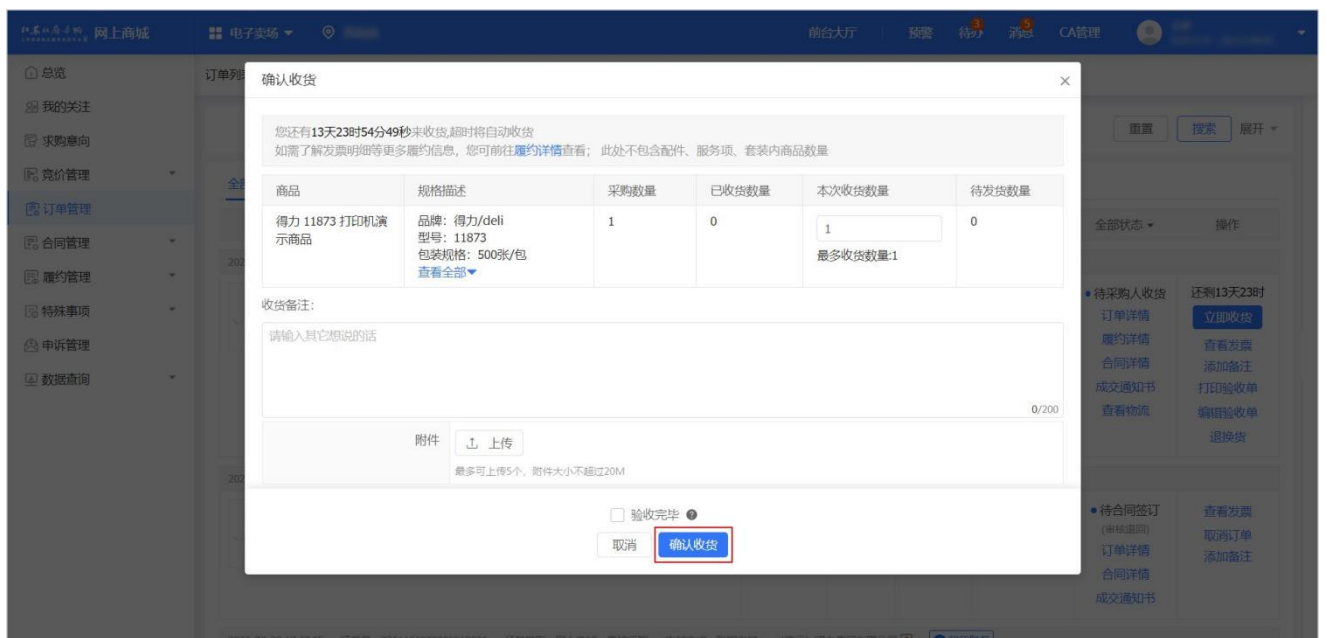 网上商城 电子卖场 前台大厅 预警 待办 3 消息 5 CA管理
总览
我的关注
求购意向
竞价管理
订单管理
合同管理
履约管理
特殊事项
申诉管理
数据查询
订单列
重置 搜索 展开
全部状态 操作
确认收货 ×
您还有13天23时54分49秒来收货,超时将自动收货
如需了解发票明细等更多履约信息，您可前往履约详情查看； 此处不包含配件、服务项、套装内商品数量
商品 规格描述 采购数量 已收货数量 本次收货数量 待发货数量
得力 11873 打印机演示商品
品牌：得力/deli
型号：11873
包装规格：500张/包
查看全部
1 0 1 0
最多收货数量:1
收货备注：
请输入其它想说的话
0/200
附件 上传
最多可上传5个，附件大小不超过20M
验收完毕
取消 确认收货
待采购人收货 还剩13天23时
订单详情 立即收货
履约详情 查看发票
合同详情 添加备注
成交通知书 打印验收单
查看物流 编辑验收单
退换货
待合同签订 查看发票
(审核退回) 取消订单
订单详情 添加备注
合同详情
成交通知书